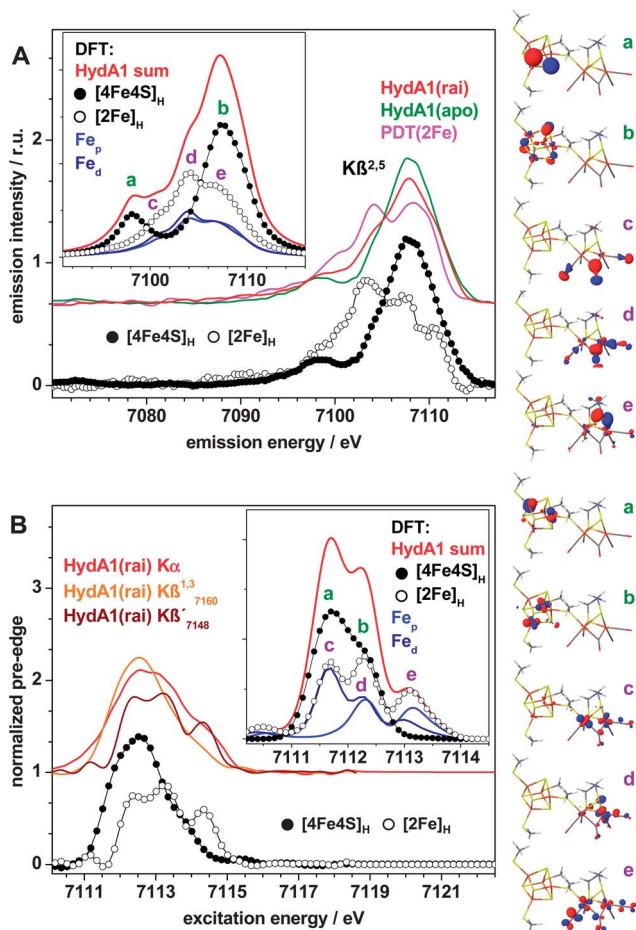 A
DFT:
HydA1 sum
[4Fe4S]H
[2Fe]H
Fep
Fed
a
b
c
d
e
7100
7110
HydA1(rai)
HydA1(apo)
PDT(2Fe)
Kß2,5
[4Fe4S]H
[2Fe]H
2
1
0
7080
7090
7100
7110
emission intensity / r.u.
emission energy / eV
a
b
c
d
e
B
HydA1(rai) Kα
HydA1(rai) Kß1,3 7160
HydA1(rai) Kß´7148
DFT:
HydA1 sum
[4Fe4S]H
[2Fe]H
Fep
Fed
a
b
c
d
e
7111
7112
7113
7114
[4Fe4S]H
[2Fe]H
3
2
1
0
7111
7113
7115
7117
7119
7121
normalized pre-edge
excitation energy / eV
a
b
c
d
e